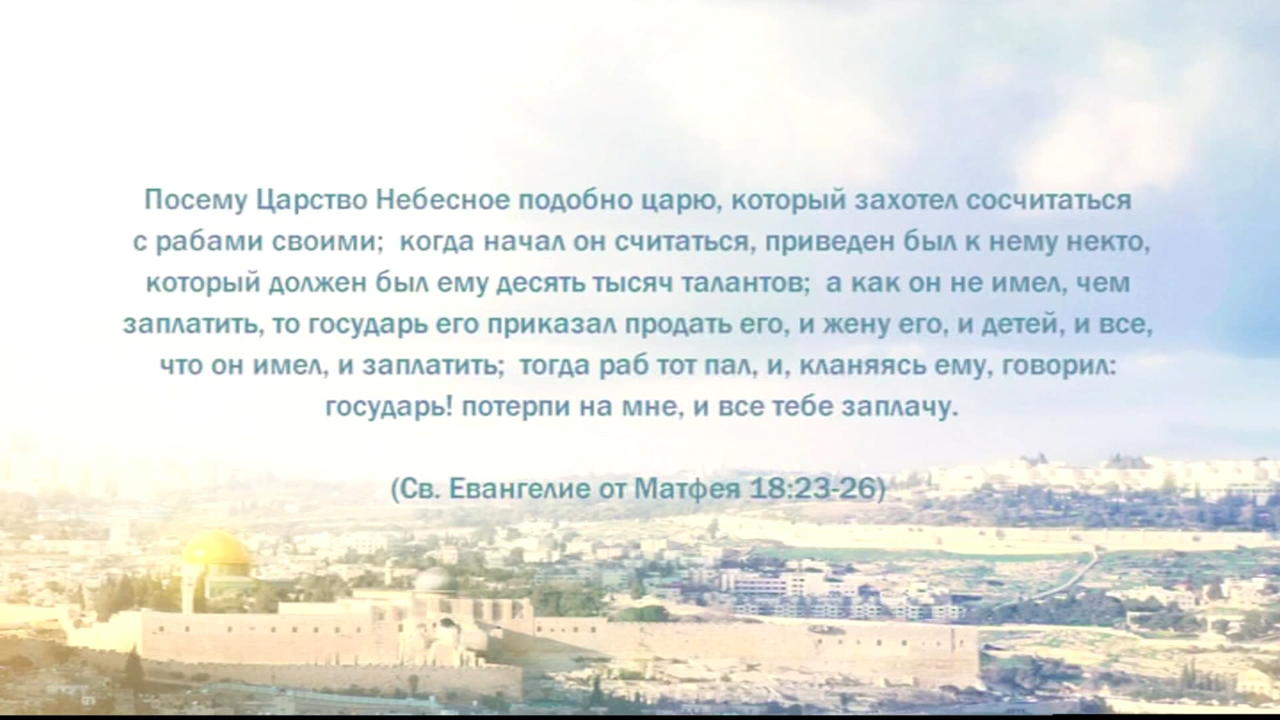 Посему Царство Небесное подобно царю, который захотел сосчитаться
с рабами своими; когда начал он считаться, приведен был к нему некто,
который должен был ему десять тысяч талантов; а как он не имел, чем
заплатить, то государь его приказал продать его, и жену его, и детей, и все,
что он имел, и заплатить; тогда раб тот пал, и, кланяясь ему, говорил:
государь! потерпи на мне, и все тебе заплачу.
(Св. Евангелие от Матфея 18:23-26)